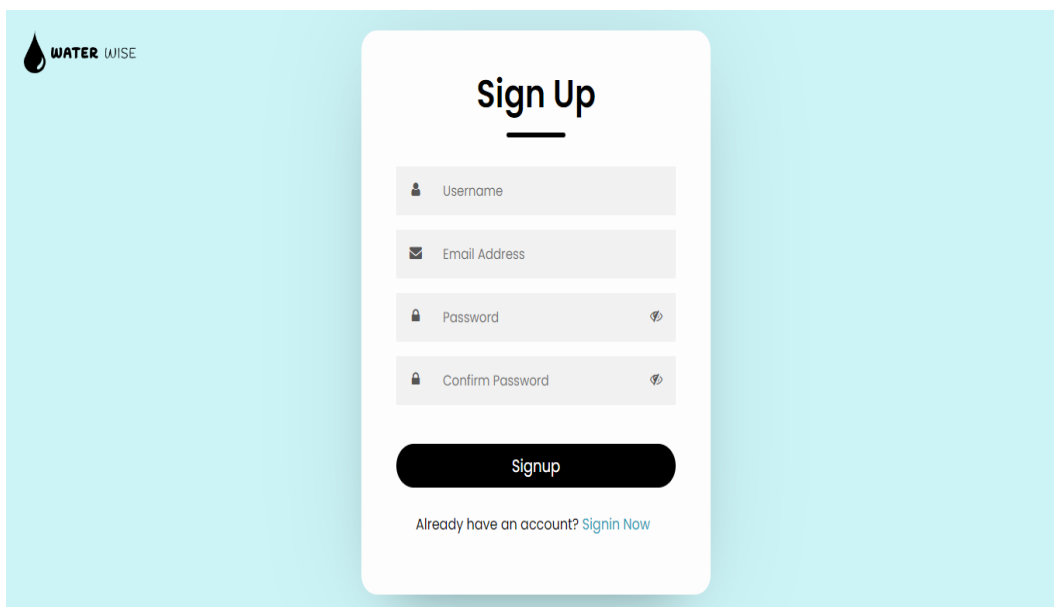 WATER WISE
Sign Up
Username
Email Address
Password
Confirm Password
Signup
Already have an account? Signin Now